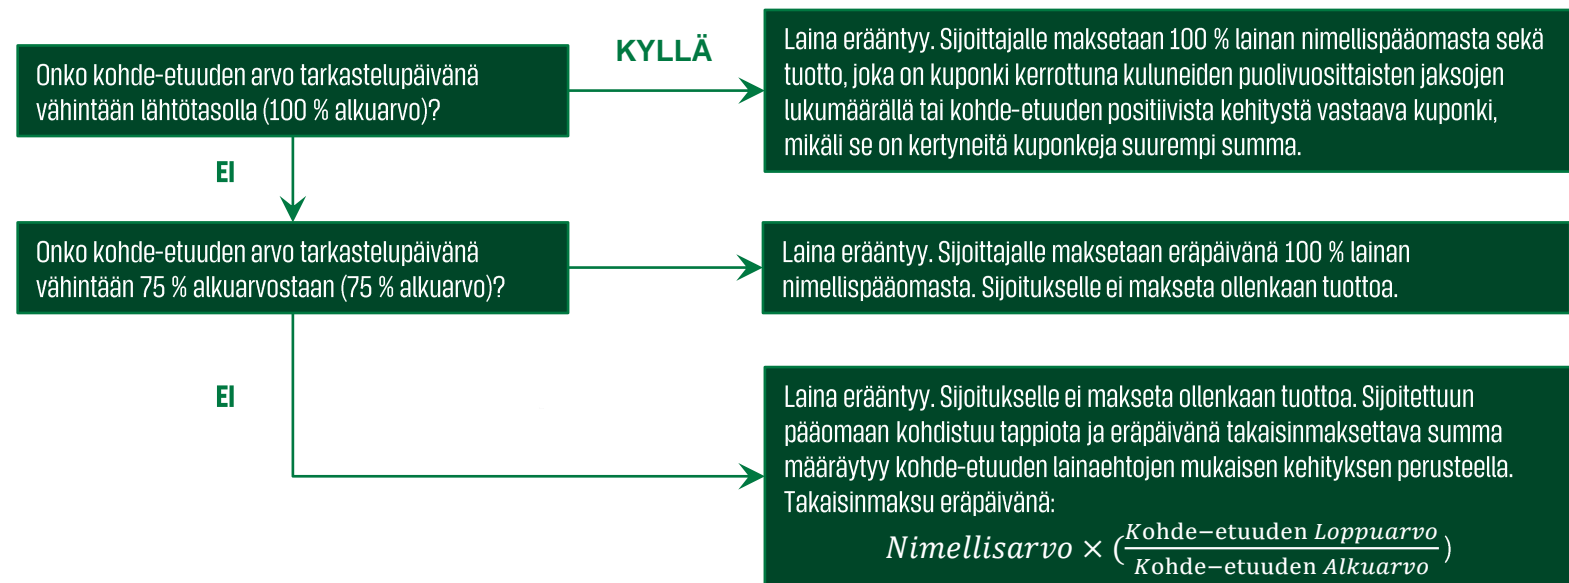 Onko kohde-etuuden arvo tarkastelupäivänä
vähintään lähtötasolla (100 % alkuarvo)?
KYLLÄ
Laina erääntyy. Sijoittajalle maksetaan 100 % lainan nimellispääomasta sekä
tuotto, joka on kuponki kerrottuna kuluneiden puolivuosittaisten jaksojen
lukumäärällä tai kohde-etuuden positiivista kehitystä vastaava kuponki,
mikäli se on kertyneitä kuponkeja suurempi summa.
EI
Onko kohde-etuuden arvo tarkastelupäivänä
vähintään 75 % alkuarvostaan (75 % alkuarvo)?
Laina erääntyy. Sijoittajalle maksetaan eräpäivänä 100 % lainan
nimellispääomasta. Sijoitukselle ei makseta ollenkaan tuottoa.
EI
Laina erääntyy. Sijoitukselle ei makseta ollenkaan tuottoa. Sijoitettuun
pääomaan kohdistuu tappiota ja eräpäivänä takaisinmaksettava summa
määräytyy kohde-etuuden lainaehtojen mukaisen kehityksen perusteella.
Takaisinmaksu eräpäivänä:
Nimellisarvo × (Kohde−etuuden Loppuarvo / Kohde−etuuden Alkuarvo)